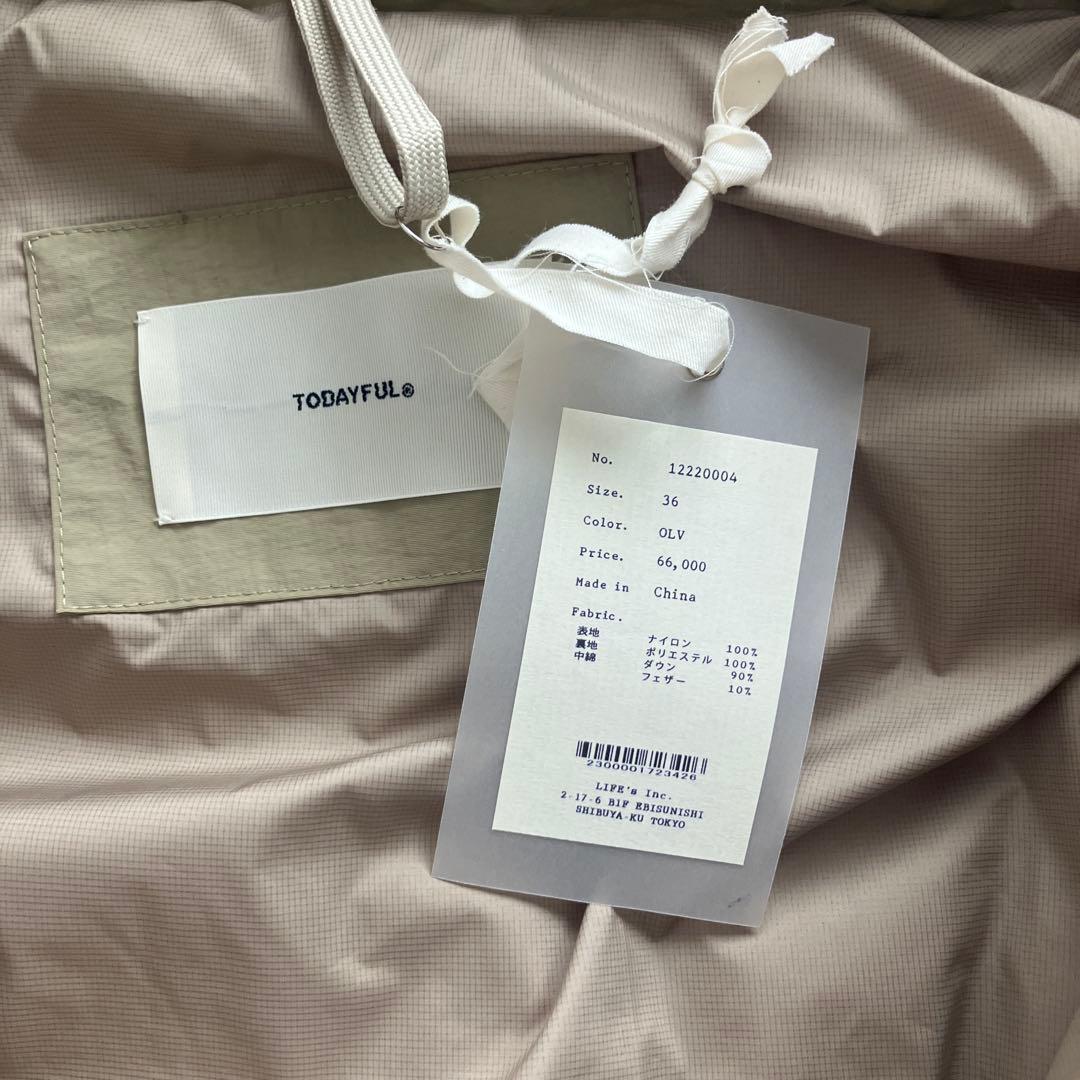 TODAYFUL®
No. 12220004
Size. 36
Color. OLV
Price. 66,000
Made in China
Fabric.
表地 ナイロン 100%
裏地 ポリエステル 100%
中綿 ダウン 90%
フェザー 10%
2300001723426
LIFE's Inc.
2-17-6 B1F EBISUNISHI
SHIBUYA-KU TOKYO